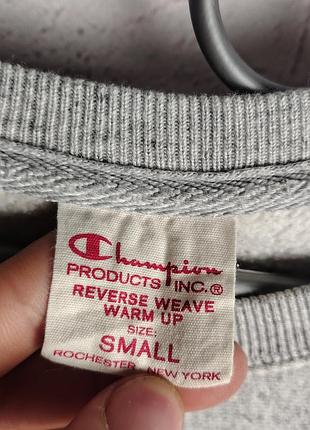 Champion
PRODUCTS INC.®
REVERSE WEAVE
WARM UP
SIZE:
SMALL
ROCHESTER, NEW YORK